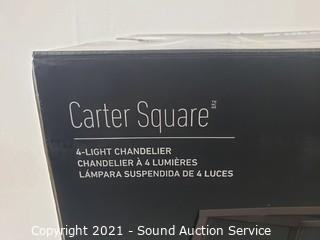 Carter Square
4-LIGHT CHANDELIER
CHANDELIER À 4 LUMIÈRES
LÁMPARA SUSPENDIDA DE 4 LUCES
Copyright 2021 - Sound Auction Service